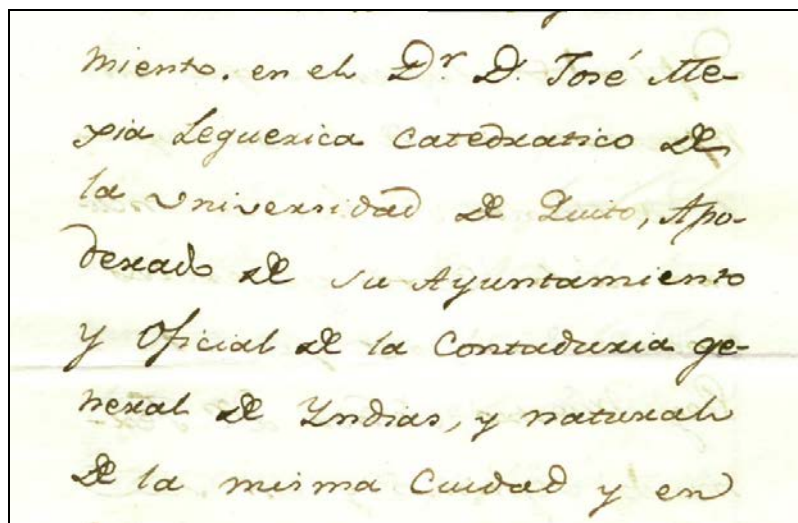 miento. en el Dr. D. José Me-
xia Lequerica Catedratico de
la Universidad de Quito, Apo-
derado de su Ayuntamiento
y Oficial de la Contaduria ge-
neral de Yndias, y natural
de la misma Ciudad y en